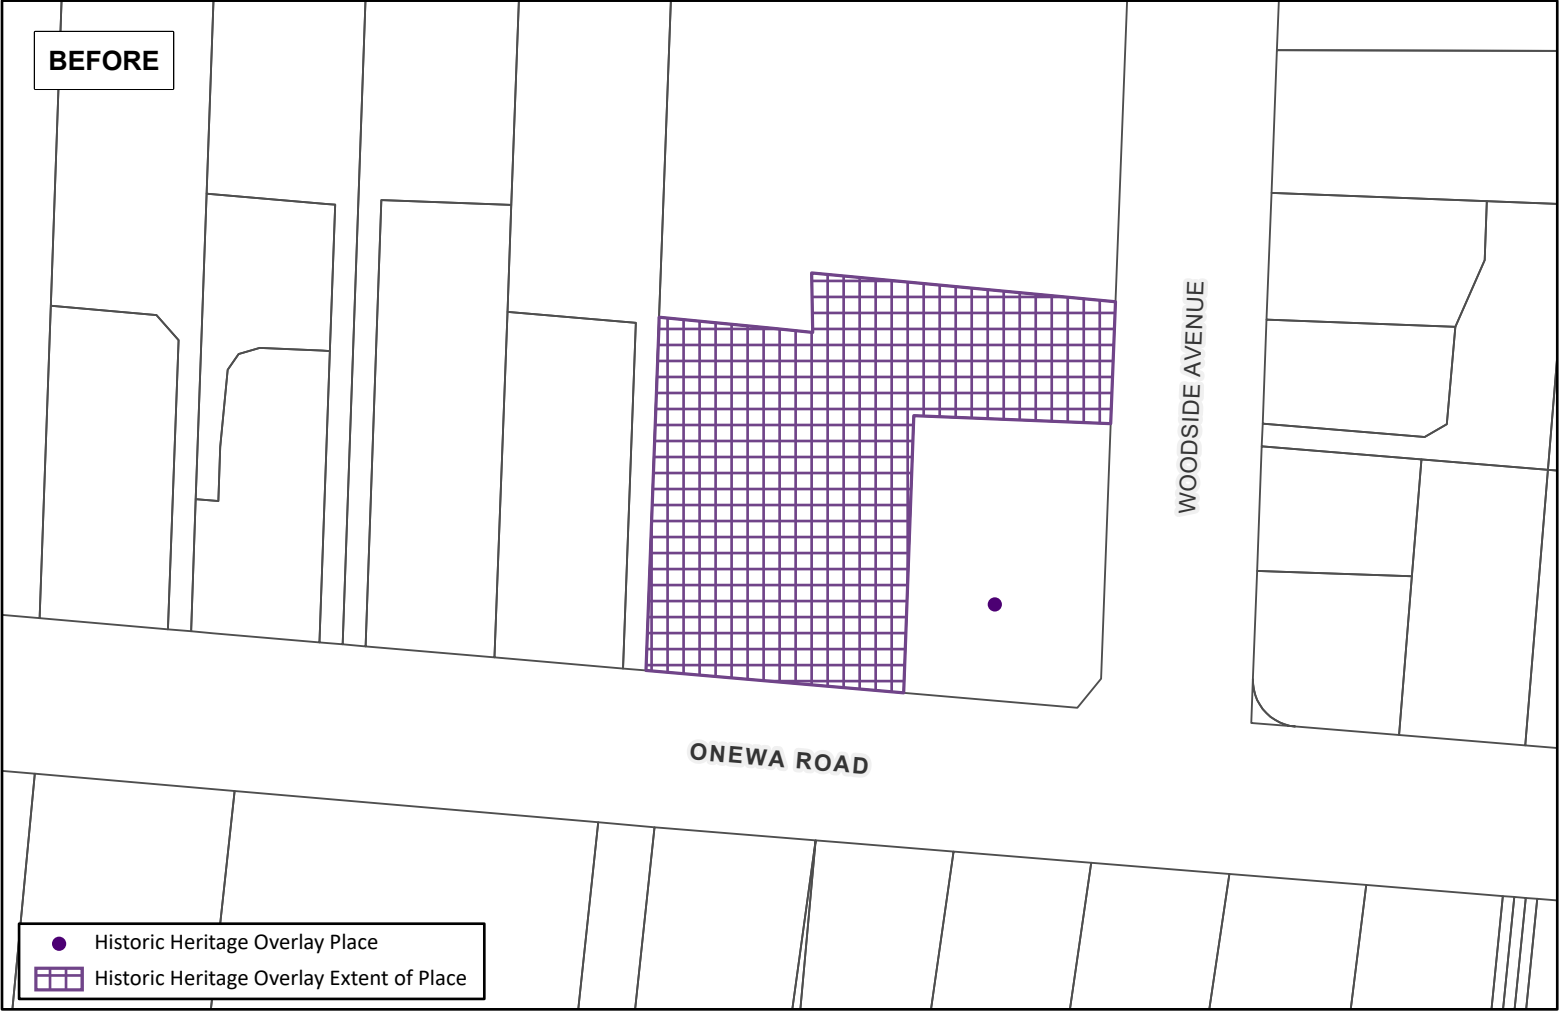 BEFORE
WOODSIDE AVENUE
ONEWA ROAD
Historic Heritage Overlay Place
Historic Heritage Overlay Extent of Place